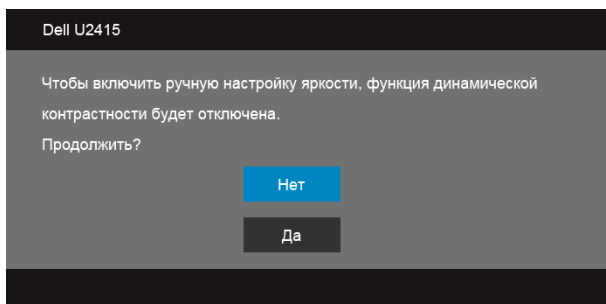 Dell U2415
Чтобы включить ручную настройку яркости, функция динамической
контрастности будет отключена.
Продолжить?
Нет
Да